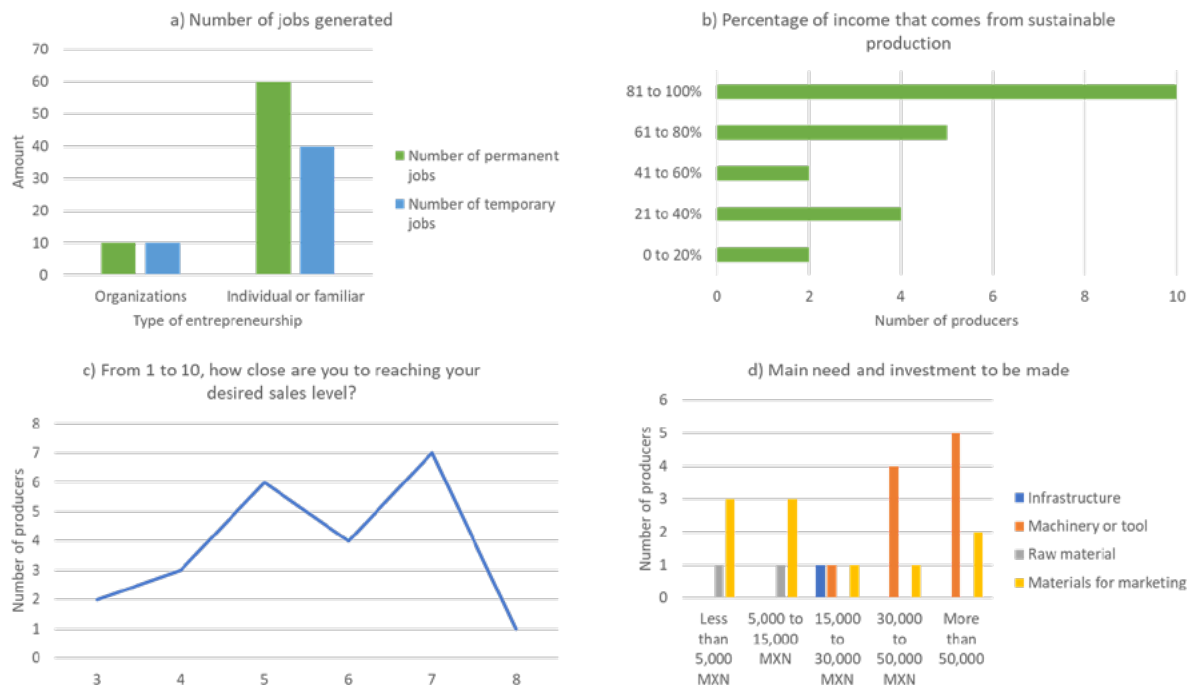 a) Number of jobs generated
70
60
50
40
30
20
10
0
Amount
Organizations
Individual or familiar
Type of entrepreneurship
Number of permanent
jobs
Number of temporary
jobs
b) Percentage of income that comes from sustainable
production
81 to 100%
61 to 80%
41 to 60%
21 to 40%
0 to 20%
0 2 4 6 8 10
Number of producers
c) From 1 to 10, how close are you to reaching your
desired sales level?
8
7
6
5
4
3
2
1
0
Number of producers
3 4 5 6 7 8
d) Main need and investment to be made
6
5
4
3
2
1
0
Number of producers
Less
than
5,000
MXN
5,000 to
15,000
MXN
15,000
to
30,000
MXN
30,000
to
50,000
MXN
More
than
50,000
Infrastructure
Machinery or tool
Raw material
Materials for marketing